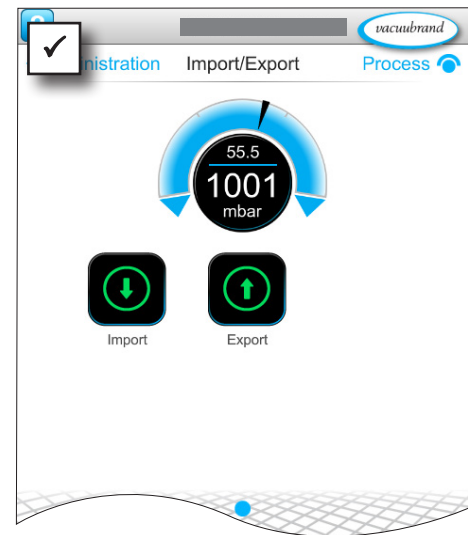 vacuubrand
nistration Import/Export Process
55.5
1001
mbar
Import Export